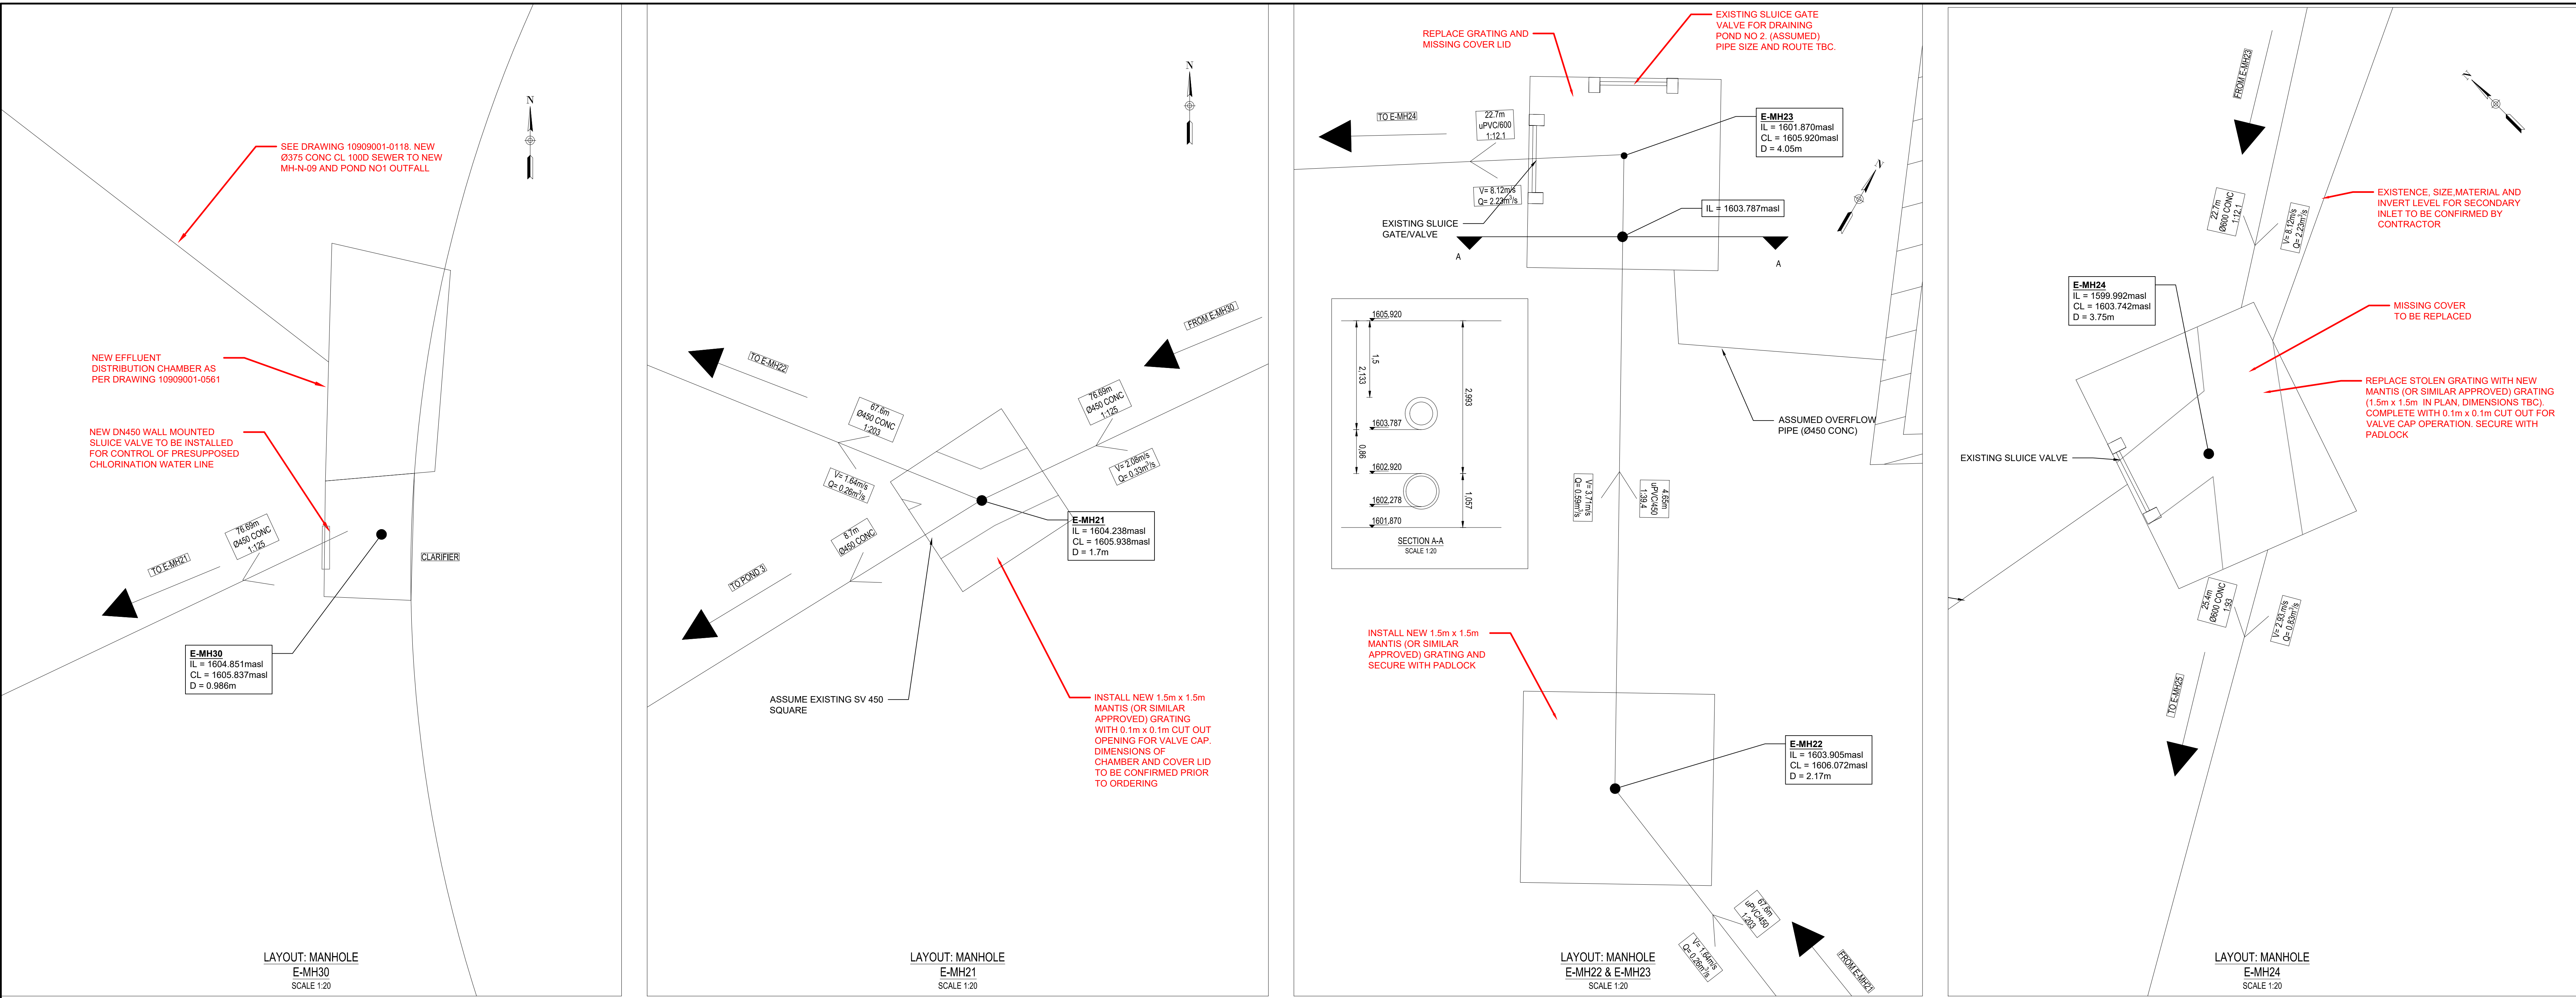 N
SEE DRAWING 10909001-0118. NEW
Ø375 CONC CL 100D SEWER TO NEW
MH-N-09 AND POND NO1 OUTFALL
NEW EFFLUENT
DISTRIBUTION CHAMBER AS
PER DRAWING 10909001-0561
NEW DN450 WALL MOUNTED
SLUICE VALVE TO BE INSTALLED
FOR CONTROL OF PRESUPPOSED
CHLORINATION WATER LINE
76.69m
Ø450 CONC
1:125
TO E-MH21
CLARIFIER
E-MH30
IL = 1604.851masl
CL = 1605.837masl
D = 0.986m
LAYOUT: MANHOLE
E-MH30
SCALE 1:20
N
FROM E-MH30
TO E-MH22
76.69m
Ø450 CONC
1:125
67.6m
Ø450 CONC
1:203
V= 2.08m/s
Q= 0.33m³/s
V= 1.64m/s
Q= 0.26m³/s
8.7m
Ø450 CONC
TO POND 3
E-MH21
IL = 1604.238masl
CL = 1605.938masl
D = 1.7m
ASSUME EXISTING SV 450
SQUARE
INSTALL NEW 1.5m x 1.5m
MANTIS (OR SIMILAR
APPROVED) GRATING
WITH 0.1m x 0.1m CUT OUT
OPENING FOR VALVE CAP.
DIMENSIONS OF
CHAMBER AND COVER LID
TO BE CONFIRMED PRIOR
TO ORDERING
LAYOUT: MANHOLE
E-MH21
SCALE 1:20
REPLACE GRATING AND
MISSING COVER LID
EXISTING SLUICE GATE
VALVE FOR DRAINING
POND NO 2. (ASSUMED)
PIPE SIZE AND ROUTE TBC.
TO E-MH24
22.7m
uPVC/600
1:12.1
V= 8.12m/s
Q= 2.23m³/s
E-MH23
IL = 1601.870masl
CL = 1605.920masl
D = 4.05m
N
IL = 1603.787masl
EXISTING SLUICE
GATE/VALVE
A
A
1605,920
1,5
2,133
2,993
1603,787
0,86
1602,920
1602,278
1,057
1601,870
SECTION A-A
SCALE 1:20
ASSUMED OVERFLOW
PIPE (Ø450 CONC)
V= 3.71m/s
Q= 0.59m³/s
4.65m
uPVC/450
1:39.4
INSTALL NEW 1.5m x 1.5m
MANTIS (OR SIMILAR
APPROVED) GRATING AND
SECURE WITH PADLOCK
E-MH22
IL = 1603.905masl
CL = 1606.072masl
D = 2.17m
67.6m
uPVC/450
1:203
V= 1.64m/s
Q= 0.26m³/s
FROM E-MH21
LAYOUT: MANHOLE
E-MH22 & E-MH23
SCALE 1:20
FROM E-MH23
N
22.7m
Ø600 CONC
1:12.1
V= 8.12m/s
Q= 2.23m³/s
EXISTENCE, SIZE,MATERIAL AND
INVERT LEVEL FOR SECONDARY
INLET TO BE CONFIRMED BY
CONTRACTOR
E-MH24
IL = 1599.992masl
CL = 1603.742masl
D = 3.75m
MISSING COVER
TO BE REPLACED
REPLACE STOLEN GRATING WITH NEW
MANTIS (OR SIMILAR APPROVED) GRATING
(1.5m x 1.5m IN PLAN, DIMENSIONS TBC).
COMPLETE WITH 0.1m x 0.1m CUT OUT FOR
VALVE CAP OPERATION. SECURE WITH
PADLOCK
EXISTING SLUICE VALVE
25.4m
Ø600 CONC
1:93
V= 2.93.m/s
Q= 0.83m³/s
TO E-MH25
LAYOUT: MANHOLE
E-MH24
SCALE 1:20